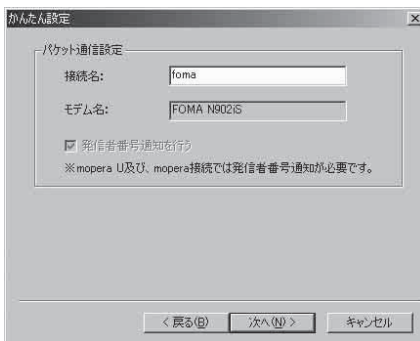 かんたん設定
パケット通信設定
接続名: foma
モデム名: FOMA N902iS
発信者番号通知を行う
※mopera U及び、mopera接続では発信者番号通知が必要です。
< 戻る(B) 次へ(N) > キャンセル